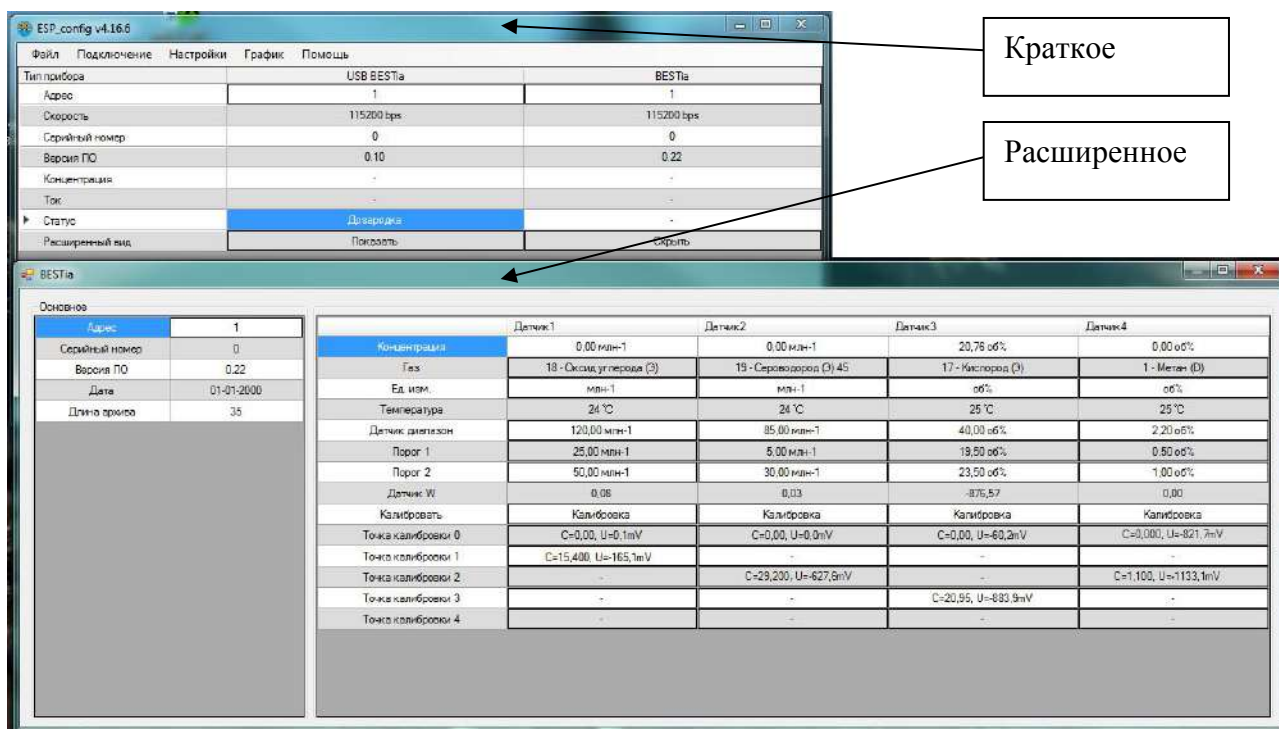 ESP_config v4.16.6
Краткое
Файл Подключение Настройки График Помощь
Тип прибора USB BESTia BESTia
Адрес 1 1
Скорость 115200 bps 115200 bps
Серийный номер 0 0
Версия ПО 0.10 0.22
Концентрация - -
Ток - -
Статус Дозарядка -
Расширенный вид Показать Скрыть
Расширенное
BESTia
Основное
Адрес 1
Серийный номер 0
Версия ПО 0.22
Дата 01-01-2000
Длина архива 35
Датчик1 Датчик2 Датчик3 Датчик4
Концентрация 0,00 млн-1 0,00 млн-1 20,76 об% 0,00 об%
Газ 18 - Оксид углерода (Э) 19 - Сероводород (Э) 45 17 - Кислород (Э) 1 - Метан (D)
Ед. изм. млн-1 млн-1 об% об%
Температура 24 °C 24 °C 25 °C 25 °C
Датчик диапазон 120,00 млн-1 85,00 млн-1 40,00 об% 2,20 об%
Порог 1 25,00 млн-1 5,00 млн-1 19,50 об% 0,50 об%
Порог 2 50,00 млн-1 30,00 млн-1 23,50 об% 1,00 об%
Датчик W 0,08 0,03 -876,57 0,00
Калибровать Калибровка Калибровка Калибровка Калибровка
Точка калибровки 0 C=0,00, U=0,1mV C=0,00, U=0,0mV C=0,00, U=-60,2mV C=0,000, U=-821,7mV
Точка калибровки 1 C=15,400, U=-165,1mV - - -
Точка калибровки 2 - C=29,200, U=-627,6mV - C=1,100, U=-1133,1mV
Точка калибровки 3 - - C=20,95, U=-883,9mV -
Точка калибровки 4 - - - -